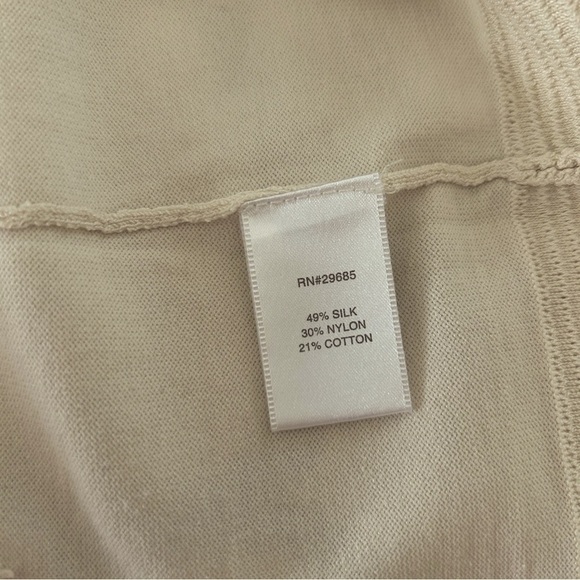 RN#29685
49% SILK
30% NYLON
21% COTTON